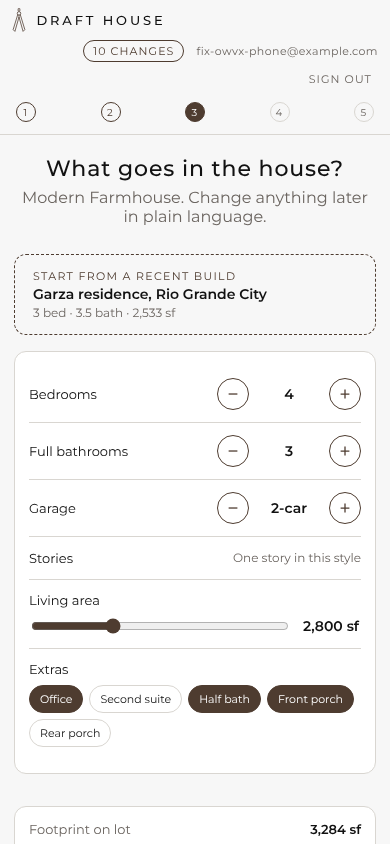 DRAFT HOUSE
10 CHANGES
fix-owvx-phone@example.com
SIGN OUT
1 2 3 4 5
What goes in the house?
Modern Farmhouse. Change anything later
in plain language.
START FROM A RECENT BUILD
Garza residence, Rio Grande City
3 bed · 3.5 bath · 2,533 sf
Bedrooms − 4 +
Full bathrooms − 3 +
Garage − 2-car +
Stories One story in this style
Living area
2,800 sf
Extras
Office Second suite Half bath Front porch
Rear porch
Footprint on lot 3,284 sf